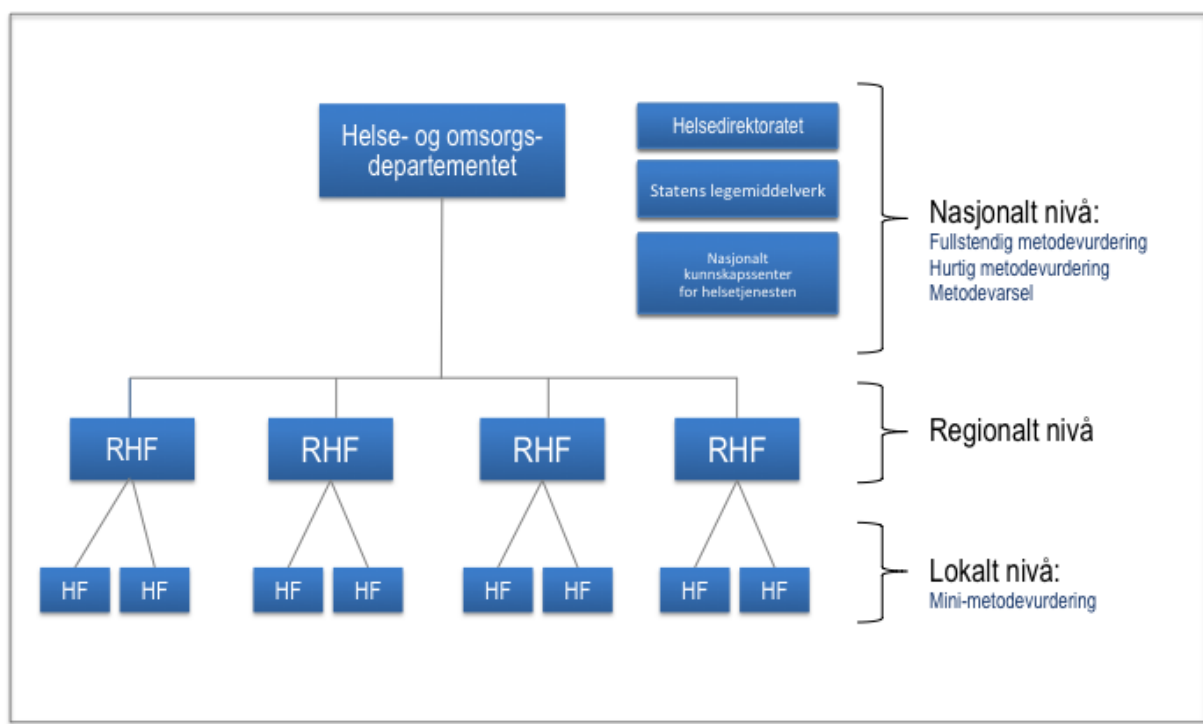 Helse- og omsorgs-
departementet
Helsedirektoratet
Statens legemiddelverk
Nasjonalt
kunnskapssenter
for helsetjenesten
Nasjonalt nivå:
Fullstendig metodevurdering
Hurtig metodevurdering
Metodevarsel
RHF
RHF
RHF
RHF
Regionalt nivå
HF
HF
HF
HF
HF
HF
HF
HF
Lokalt nivå:
Mini-metodevurdering